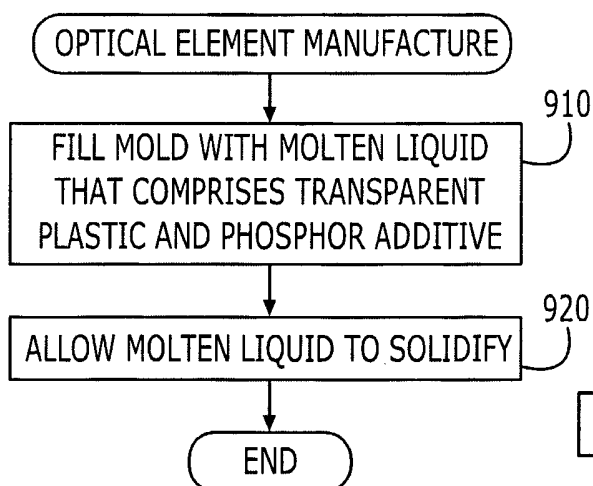 OPTICAL ELEMENT MANUFACTURE
910
FILL MOLD WITH MOLTEN LIQUID
THAT COMPRISES TRANSPARENT
PLASTIC AND PHOSPHOR ADDITIVE
920
ALLOW MOLTEN LIQUID TO SOLIDIFY
END